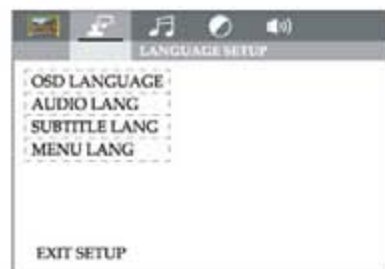 LANGUAGE SETUP
OSD LANGUAGE
AUDIO LANG
SUBTITLE LANG
MENU LANG
EXIT SETUP